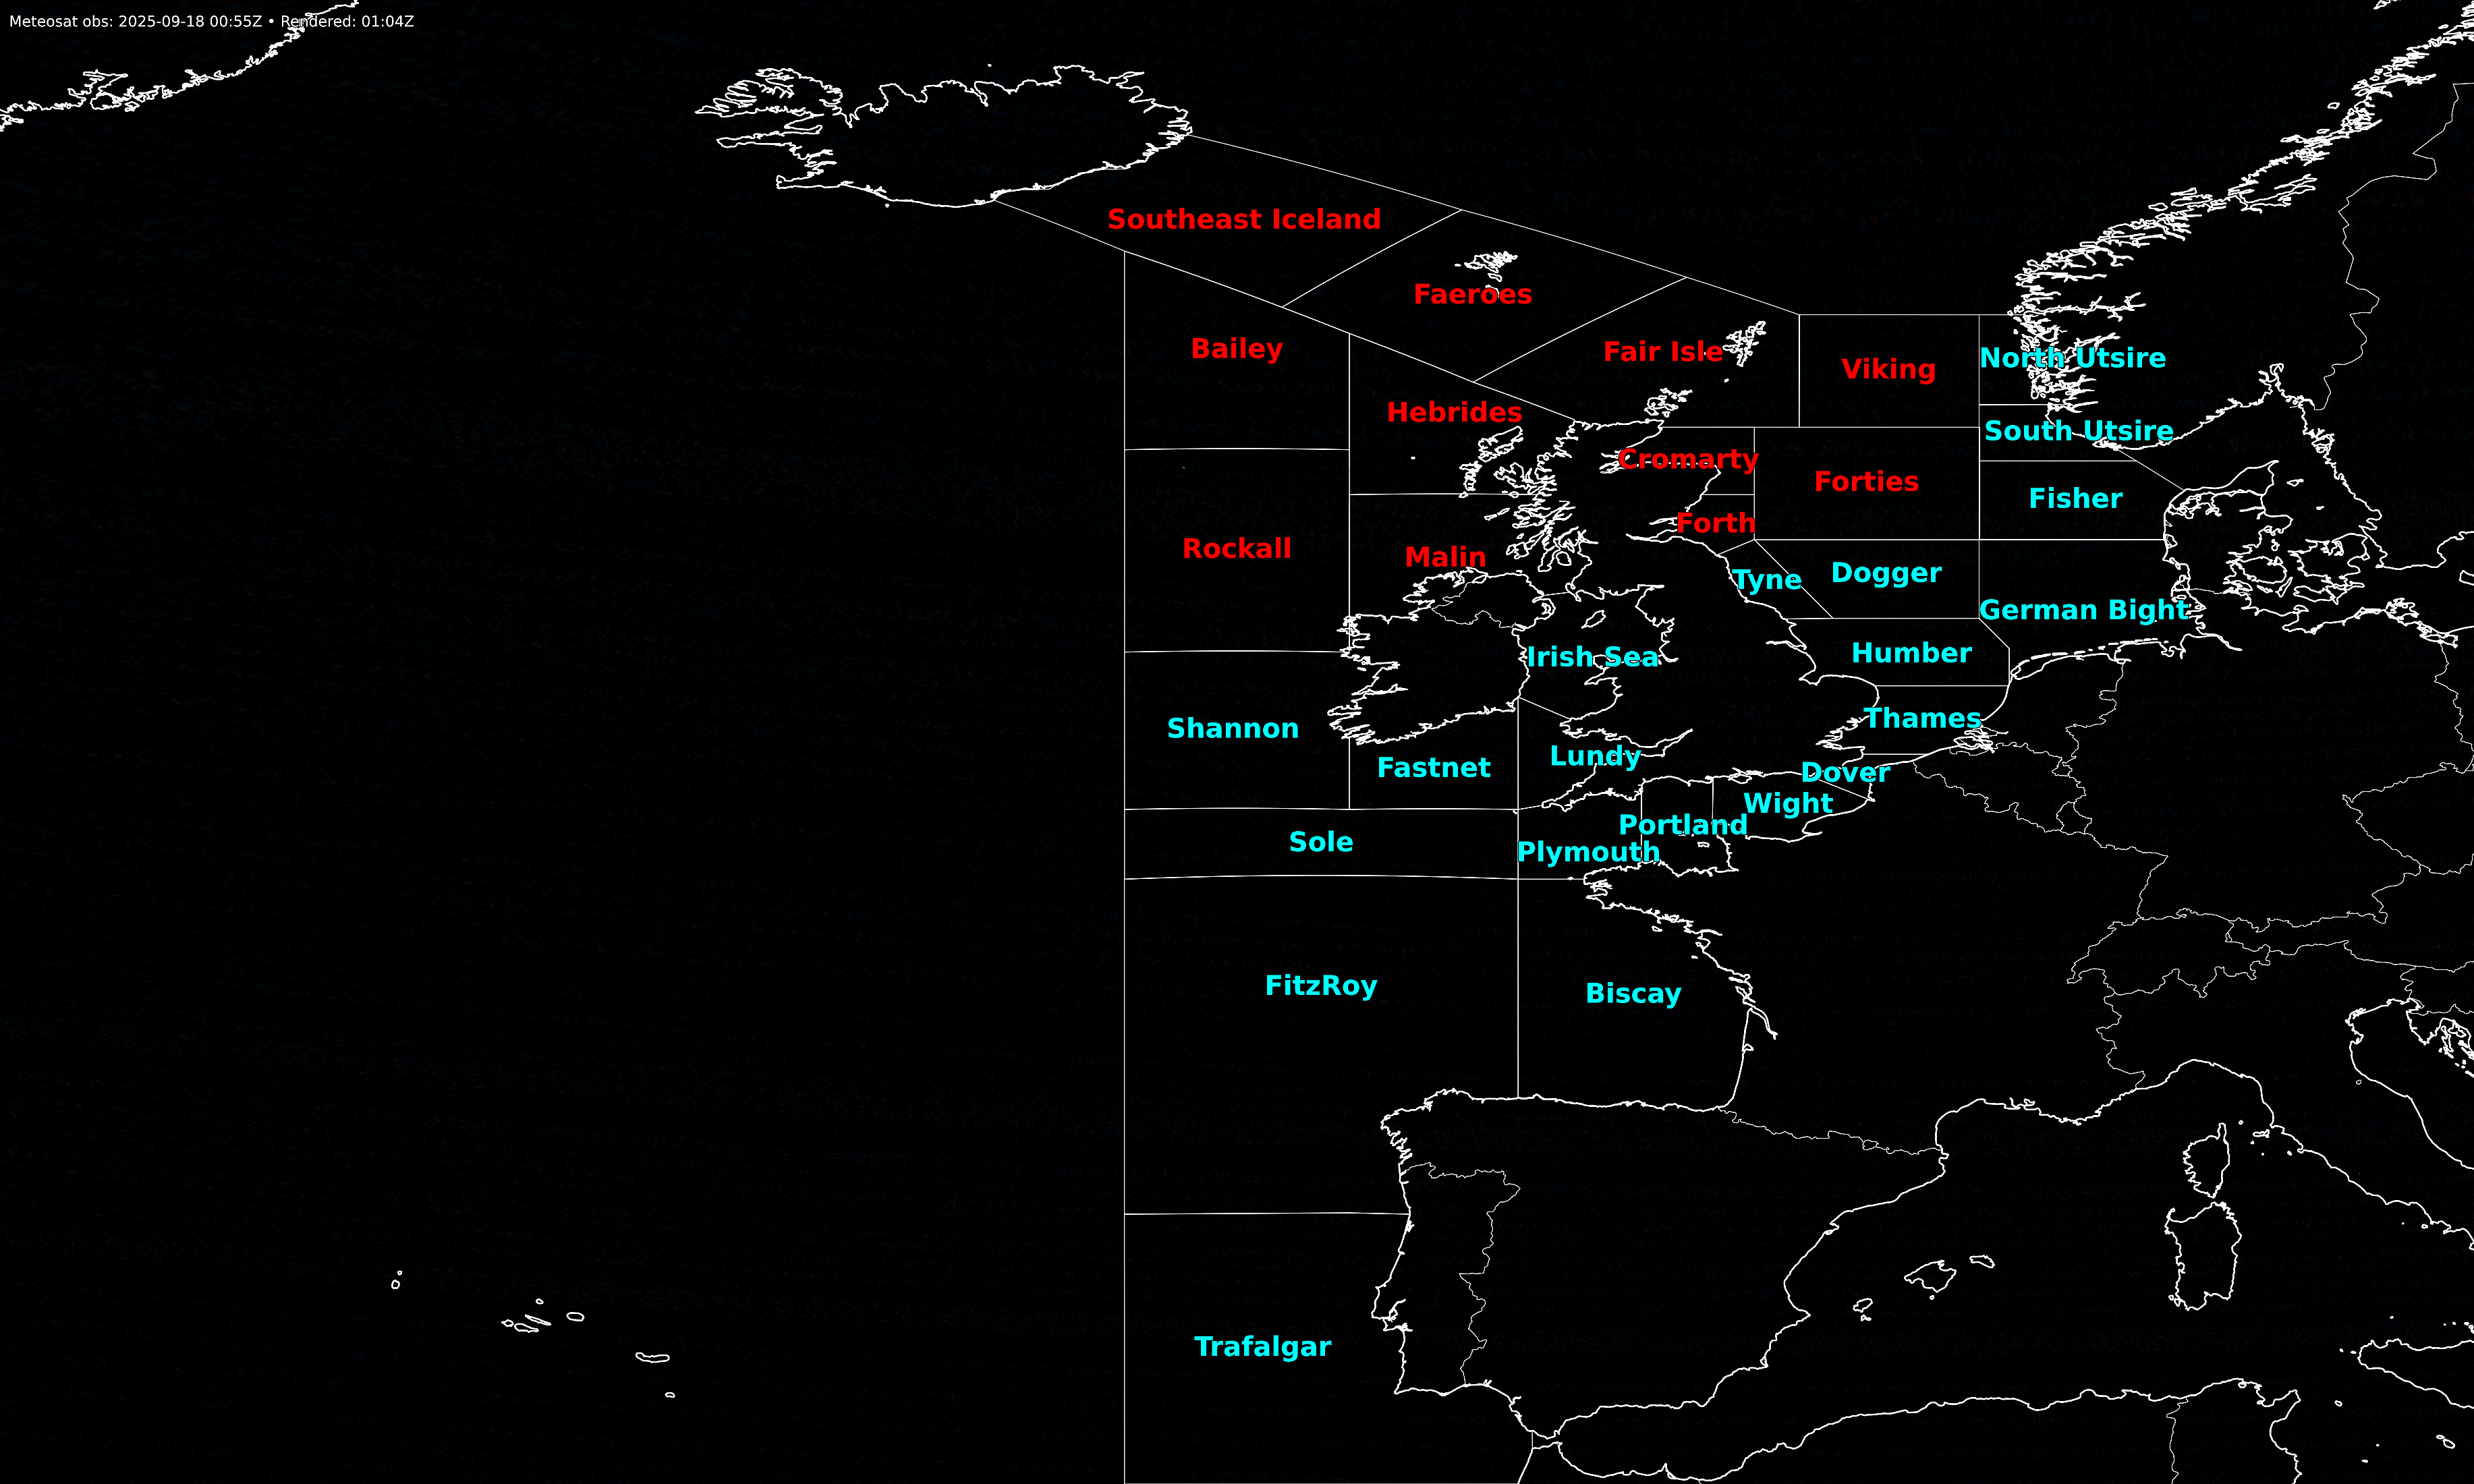 Meteosat obs: 2025-09-18 00:55Z • Rendered: 01:04Z
Southeast Iceland
Faeroes
Bailey
Fair Isle
Viking
North Utsire
Hebrides
South Utsire
Cromarty
Forties
Fisher
Forth
Rockall
Malin
Tyne
Dogger
German Bight
Irish Sea
Humber
Thames
Shannon
Lundy
Fastnet
Dover
Wight
Portland
Sole
Plymouth
FitzRoy
Biscay
Trafalgar